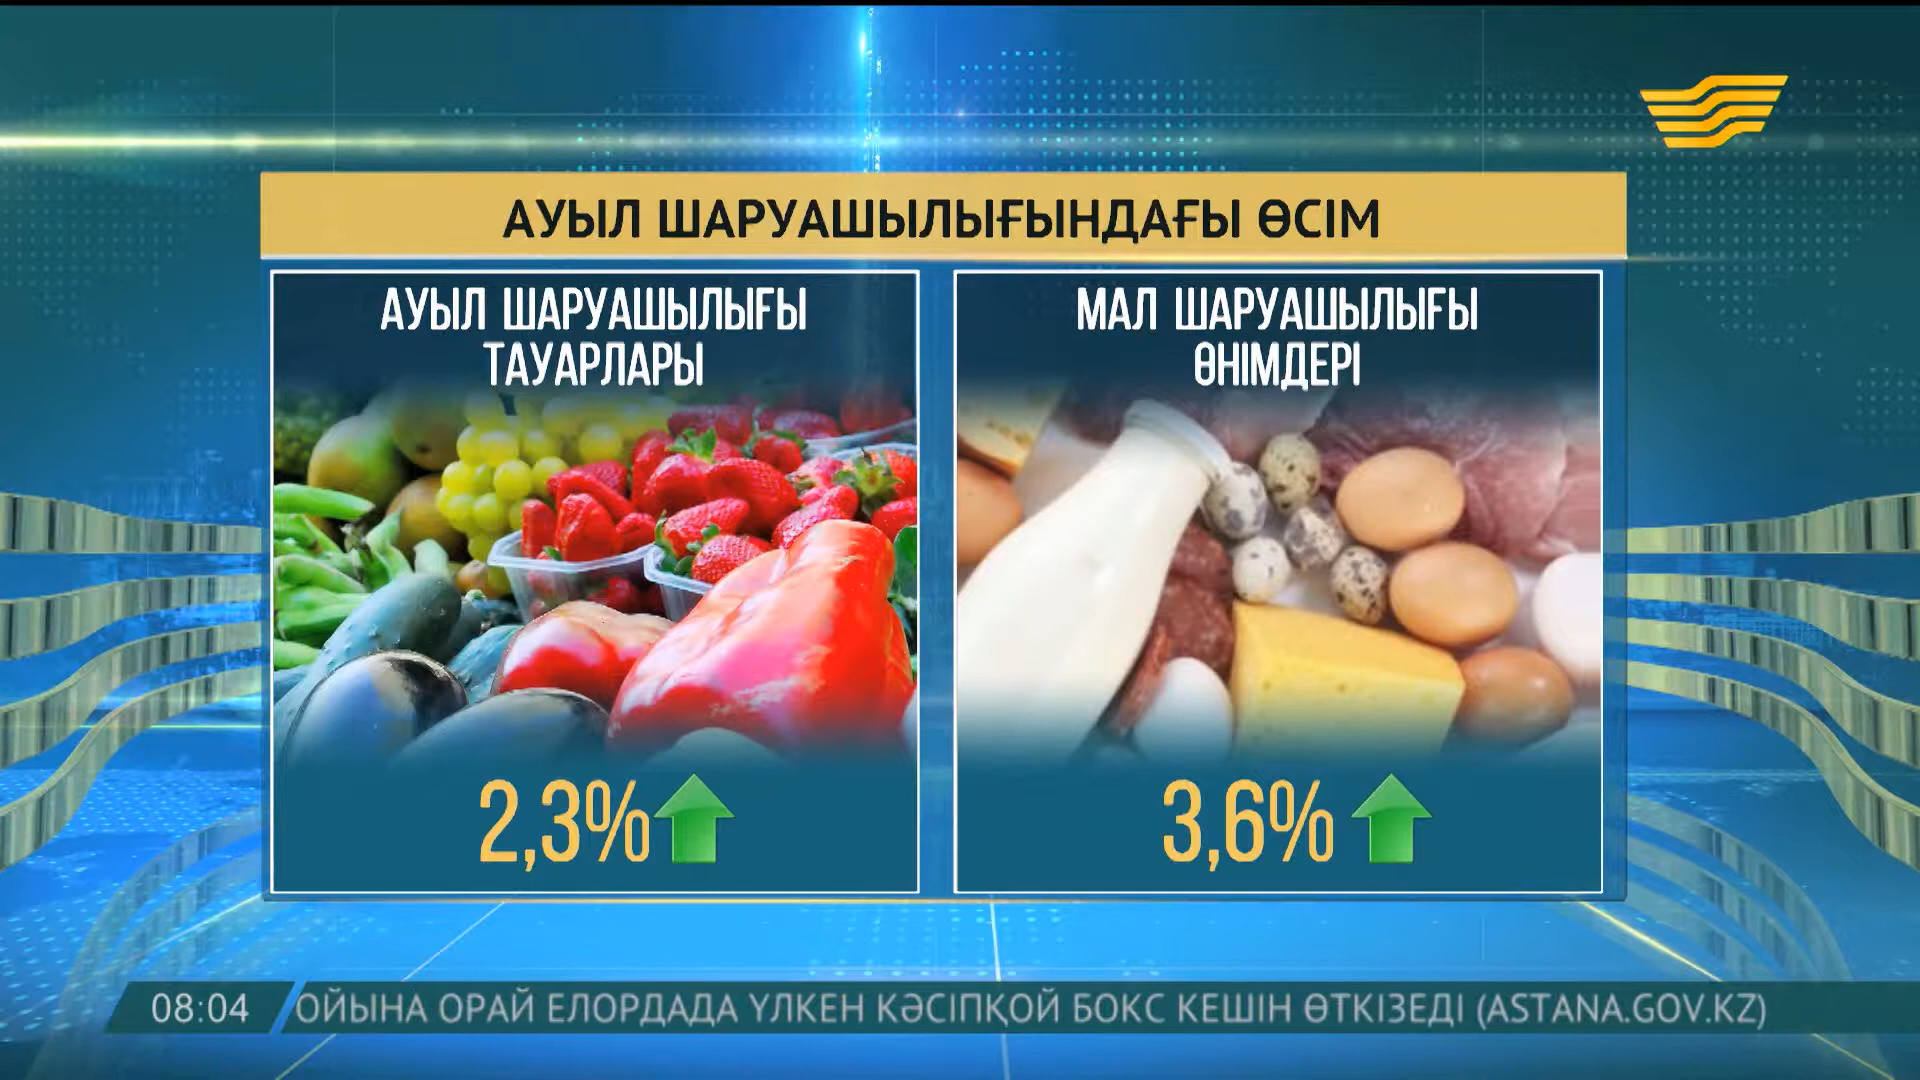 АУЫЛ ШАРУАШЫЛЫҒЫНДАҒЫ ӨСІМ
АУЫЛ ШАРУАШЫЛЫҒЫ
ТАУАРЛАРЫ
2,3%
МАЛ ШАРУАШЫЛЫҒЫ
ӨНІМДЕРІ
3,6%
08:04
ОЙЫНА ОРАЙ ЕЛОРДАДА ҮЛКЕН КӘСІПҚОЙ БОКС КЕШІН ӨТКІЗЕДІ (ASTANA.GOV.KZ)